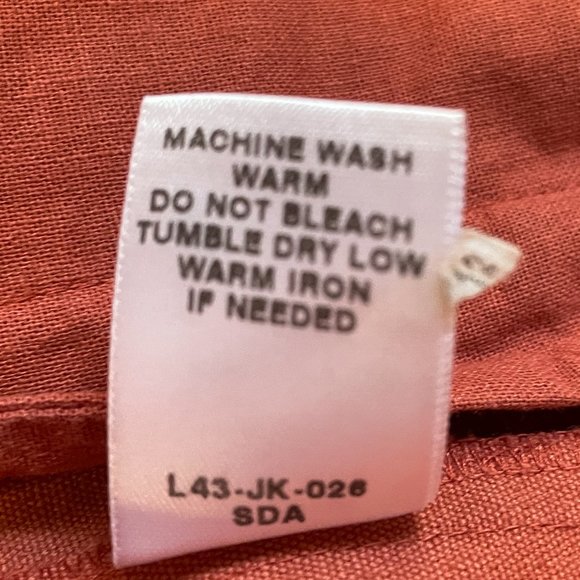 MACHINE WASH
WARM
DO NOT BLEACH
TUMBLE DRY LOW
WARM IRON
IF NEEDED
L43-JK-026
SDA